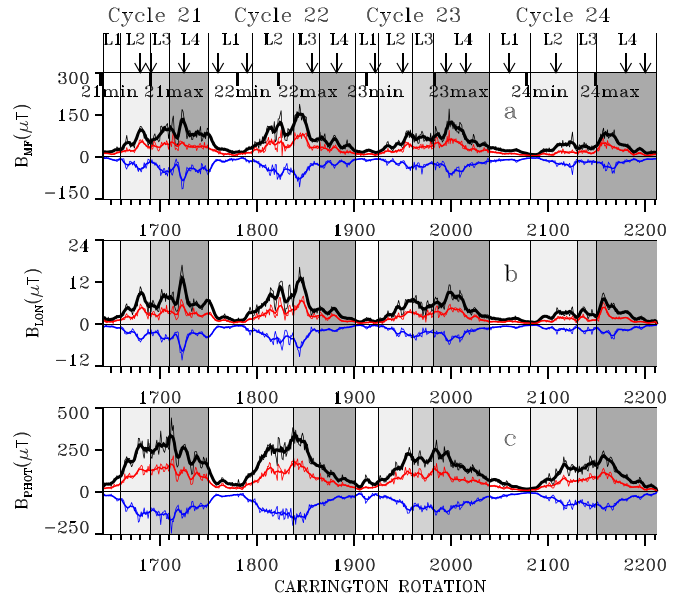 Cycle 21 Cycle 22 Cycle 23 Cycle 24
L1 L2 L3 L4 L1 L2 L3 L4 L1 L2 L3 L4 L1 L2 L3 L4
300
21min 21max 22min 22max 23min 23max 24min 24max
a
150
B_MF(μT)
0
−150
1700 1800 1900 2000 2100 2200
24
b
12
B_LON(μT)
0
−12
1700 1800 1900 2000 2100 2200
500
c
250
B_PHOT(μT)
0
−250
1700 1800 1900 2000 2100 2200
CARRINGTON ROTATION